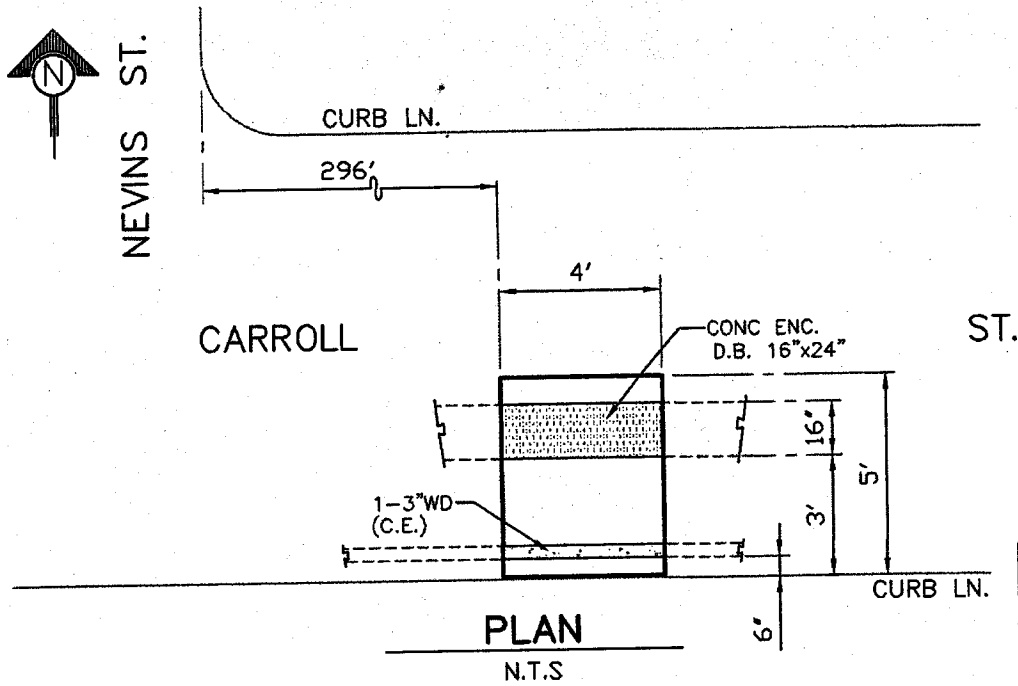 N
NEVINS ST.
CURB LN.
296'
4'
CARROLL ST.
CONC ENC.
D.B. 16"x24"
16"
5'
3'
1-3"WD
(C.E.)
CURB LN.
6"
PLAN
N.T.S